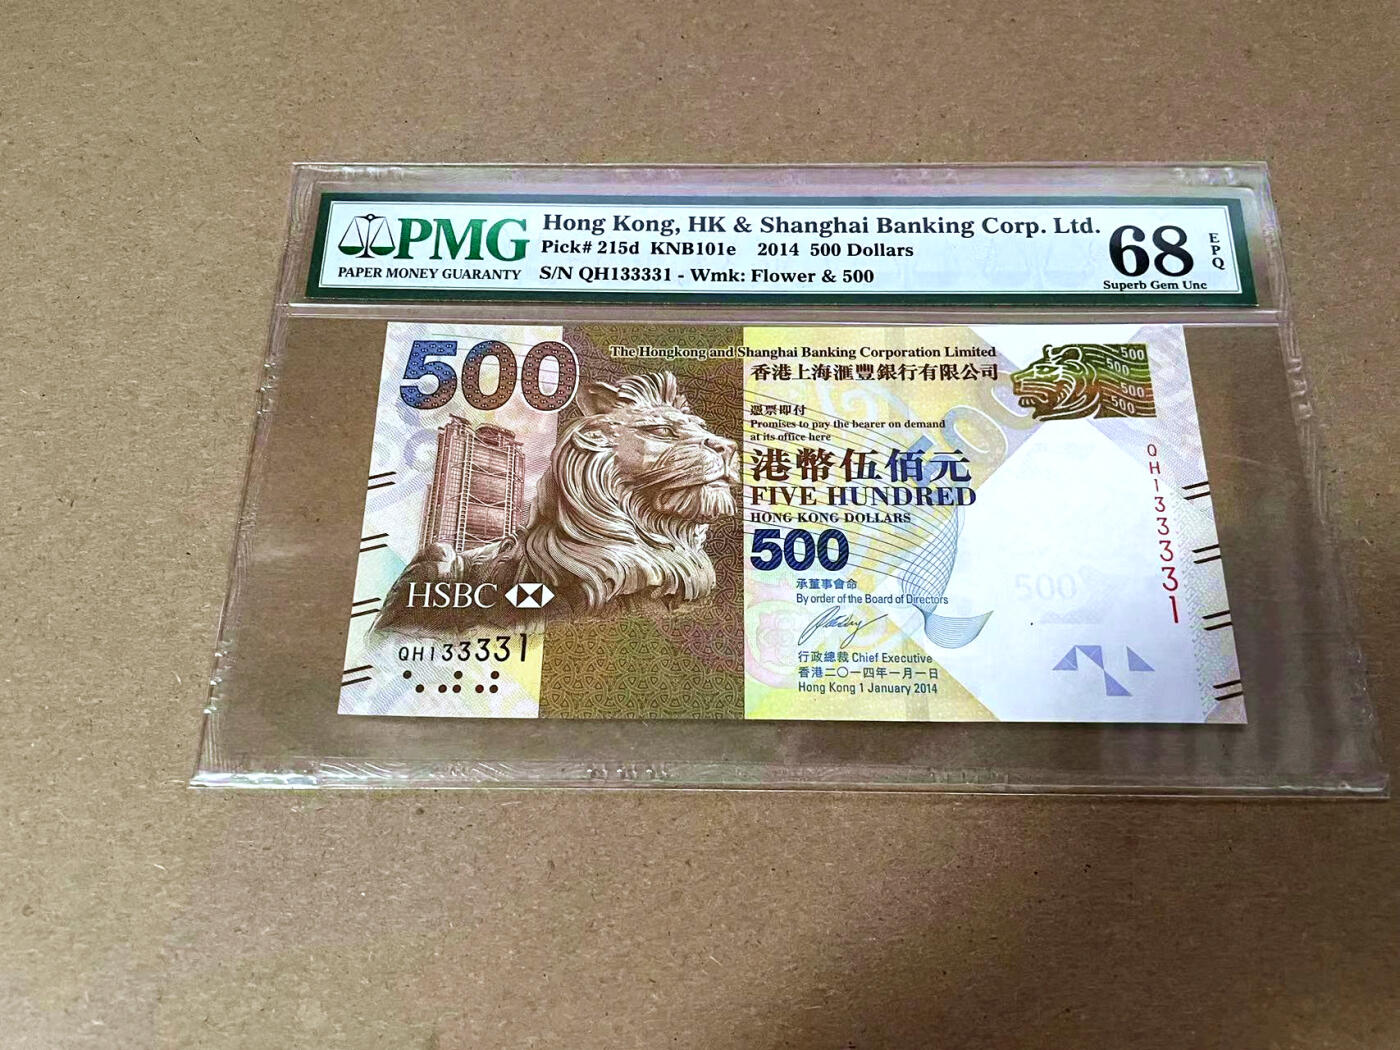 PMG
PAPER MONEY GUARANTY
Hong Kong, HK & Shanghai Banking Corp. Ltd.
Pick# 215d KNB101e 2014 500 Dollars
S/N QH133331 - Wmk: Flower & 500
68
EPQ
Superb Gem Unc
500
The Hongkong and Shanghai Banking Corporation Limited
香港上海滙豐銀行有限公司
500
500
500
500
憑票即付
Promises to pay the bearer on demand
at its office here
港幣伍佰元
FIVE HUNDRED
HONG KONG DOLLARS
500
500
500
承董事會命
By order of the Board of Directors
行政總裁 Chief Executive
香港二〇一四年一月一日
Hong Kong 1 January 2014
HSBC
QH133331
QH133331